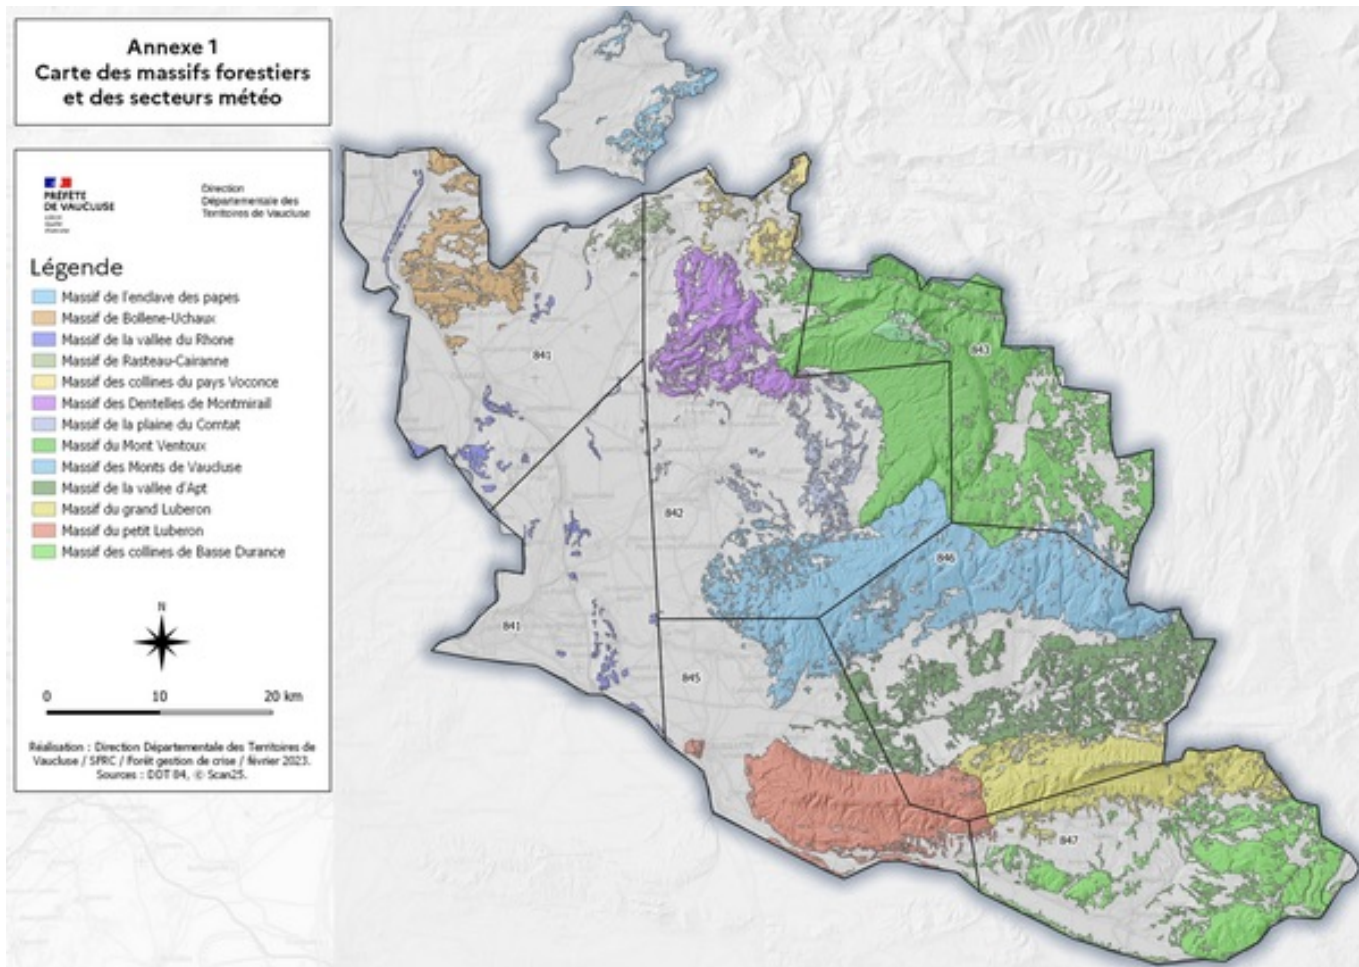 Annexe 1
Carte des massifs forestiers
et des secteurs météo
PRÉFÈTE
DE VAUCLUSE
Direction
Départementale des
Territoires de Vaucluse
Légende
Massif de l'enclave des papes
Massif de Bollene-Uchaux
Massif de la vallee du Rhone
Massif de Rasteau-Cairanne
Massif des collines du pays Voconce
Massif des Dentelles de Montmirail
Massif de la plaine du Comtat
Massif du Mont Ventoux
Massif des Monts de Vaucluse
Massif de la vallee d'Apt
Massif du grand Luberon
Massif du petit Luberon
Massif des collines de Basse Durance
N
0 10 20 km
Réalisation : Direction Départementale des Territoires de
Vaucluse / SFRC / Forêt gestion de crise / février 2023.
Sources : DDT 84, © Scan25.
841
843
842
846
841
845
847